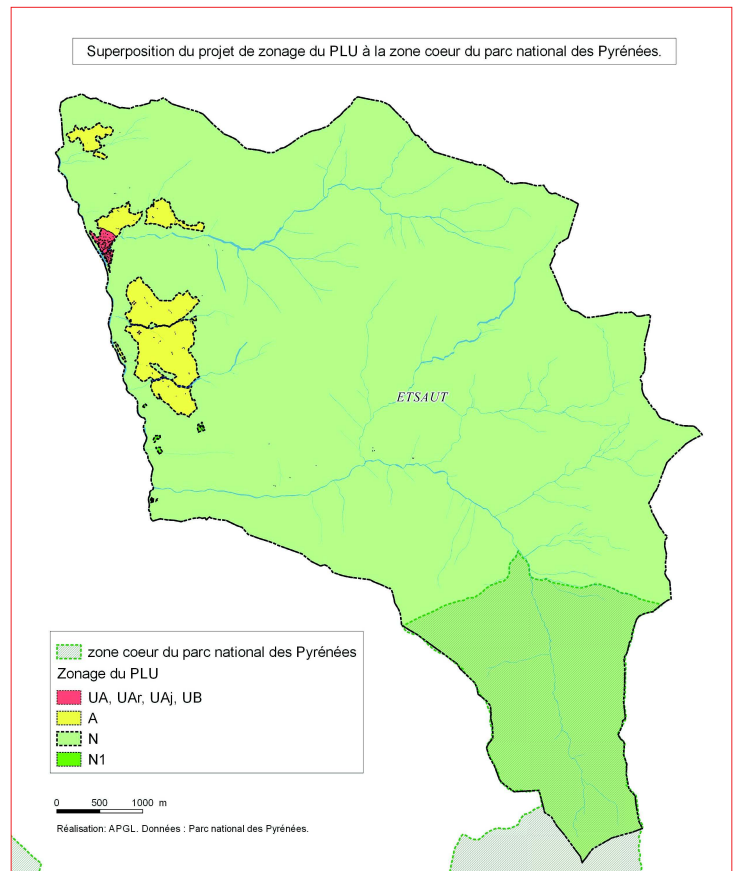 Superposition du projet de zonage du PLU à la zone coeur du parc national des Pyrénées.
ETSAUT
zone coeur du parc national des Pyrénées
Zonage du PLU
UA, UAr, UAj, UB
A
N
N1
0 500 1000 m
Réalisation: APGL. Données : Parc national des Pyrénées.